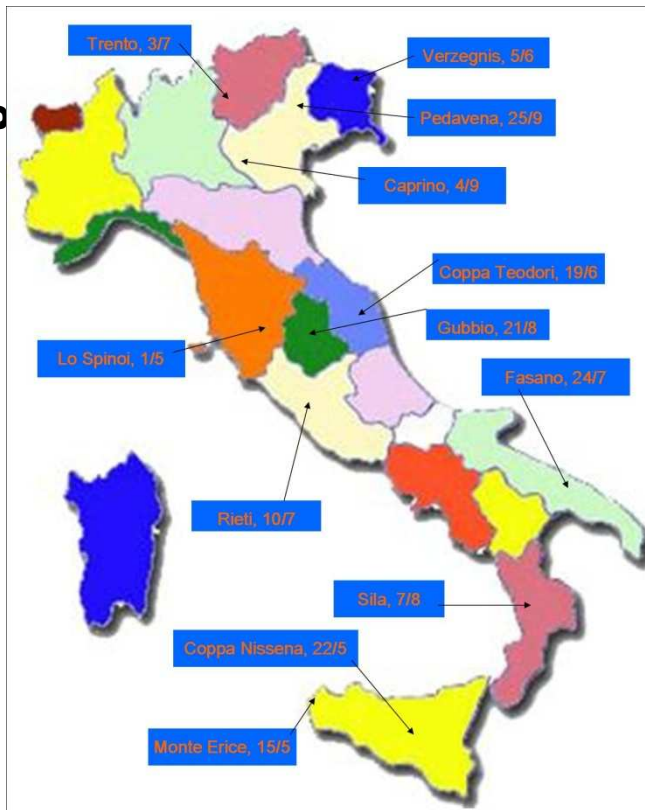 Trento, 3/7
Verzegnis, 5/6
Pedavena, 25/9
Caprino, 4/9
Coppa Teodori, 19/6
Gubbio, 21/8
Lo Spinoi, 1/5
Fasano, 24/7
Rieti, 10/7
Sila, 7/8
Coppa Nissena, 22/5
Monte Erice, 15/5